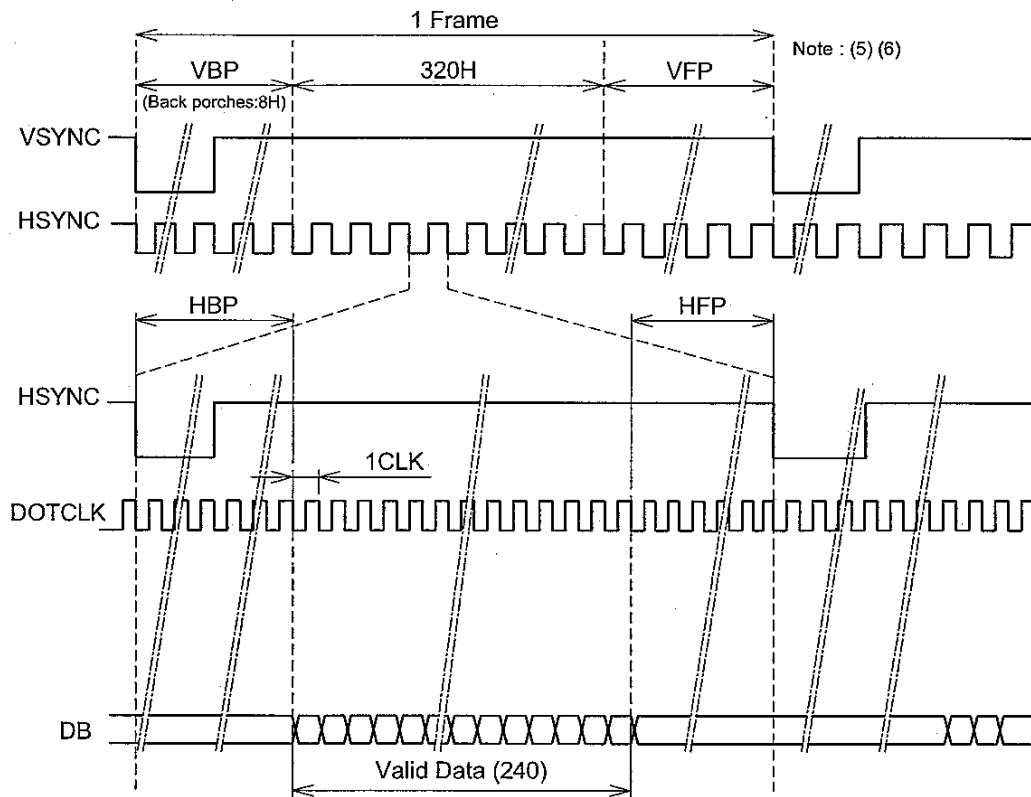 1 Frame
Note : (5) (6)
VBP
320H
VFP
(Back porches:8H)
VSYNC
HSYNC
HBP
HFP
HSYNC
1CLK
DOTCLK
DB
Valid Data (240)